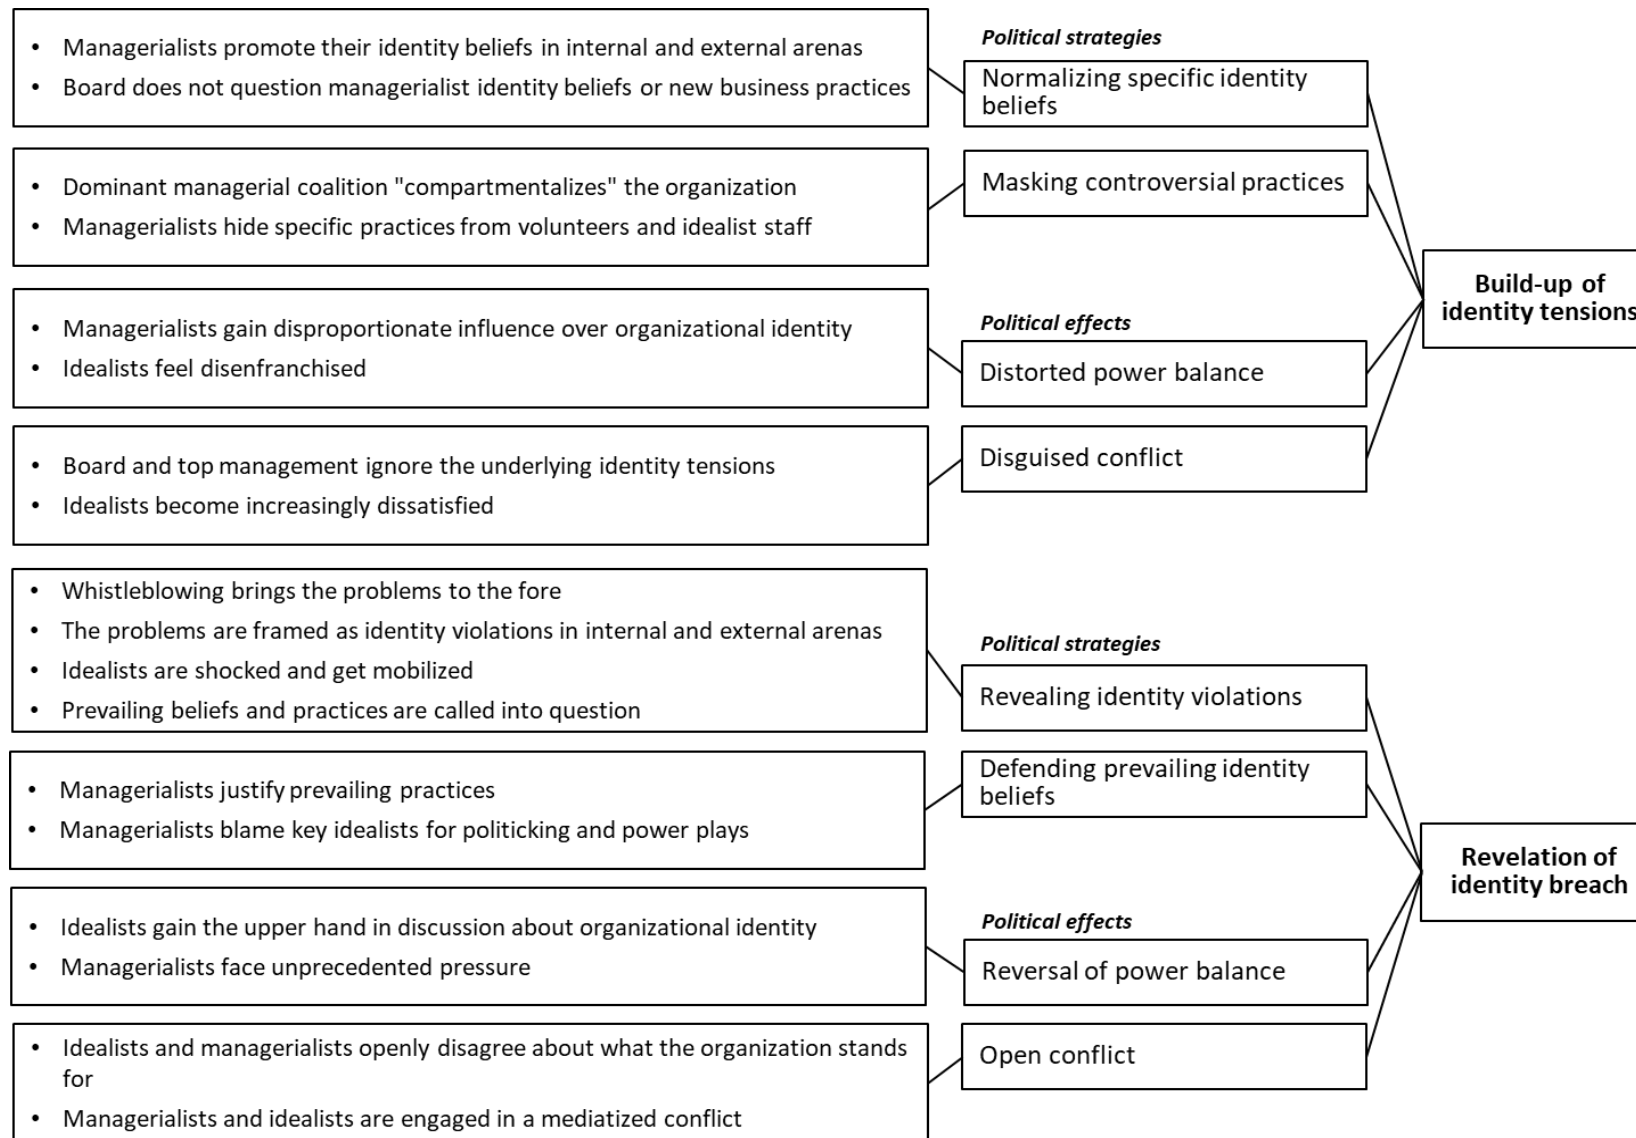 • Managerialists promote their identity beliefs in internal and external arenas
• Board does not question managerialist identity beliefs or new business practices
Political strategies
Normalizing specific identity
beliefs
• Dominant managerial coalition "compartmentalizes" the organization
• Managerialists hide specific practices from volunteers and idealist staff
Masking controversial practices
• Managerialists gain disproportionate influence over organizational identity
• Idealists feel disenfranchised
Political effects
Distorted power balance
• Board and top management ignore the underlying identity tensions
• Idealists become increasingly dissatisfied
Disguised conflict
Build-up of
identity tensions
• Whistleblowing brings the problems to the fore
• The problems are framed as identity violations in internal and external arenas
• Idealists are shocked and get mobilized
• Prevailing beliefs and practices are called into question
Political strategies
Revealing identity violations
• Managerialists justify prevailing practices
• Managerialists blame key idealists for politicking and power plays
Defending prevailing identity
beliefs
• Idealists gain the upper hand in discussion about organizational identity
• Managerialists face unprecedented pressure
Political effects
Reversal of power balance
• Idealists and managerialists openly disagree about what the organization stands
for
• Managerialists and idealists are engaged in a mediatized conflict
Open conflict
Revelation of
identity breach